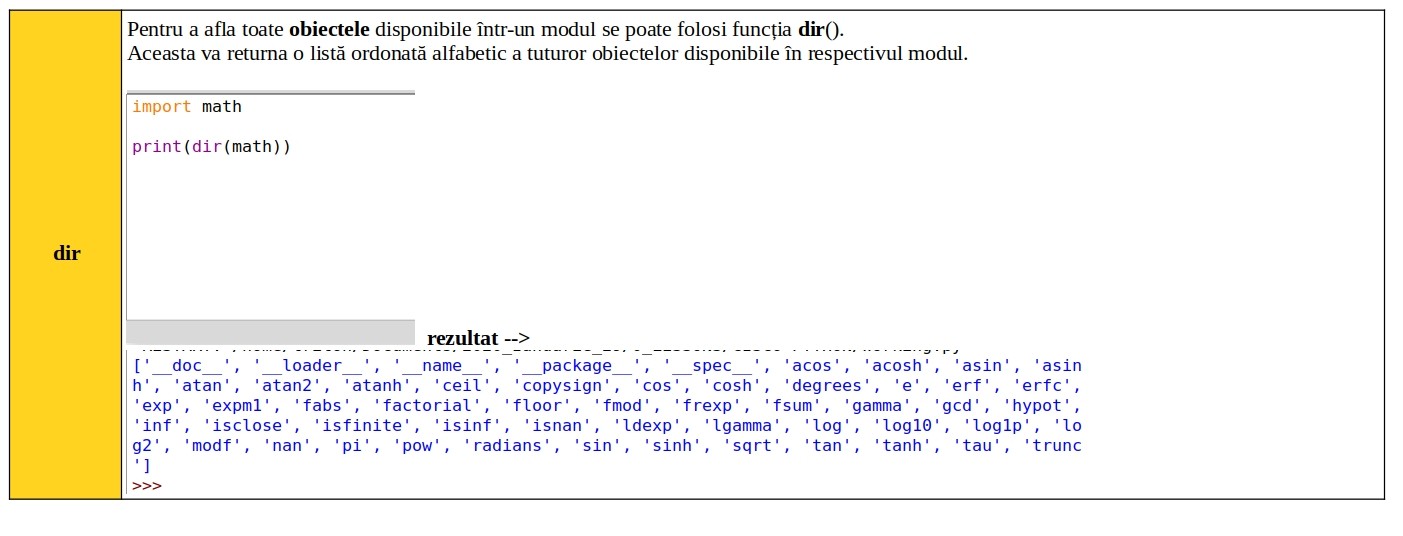 dir
Pentru a afla toate obiectele disponibile într-un modul se poate folosi funcția dir().
Aceasta va returna o listă ordonată alfabetic a tuturor obiectelor disponibile în respectivul modul.
import math
print(dir(math))
rezultat -->
['__doc__', '__loader__', '__name__', '__package__', '__spec__', 'acos', 'acosh', 'asin', 'asin
h', 'atan', 'atan2', 'atanh', 'ceil', 'copysign', 'cos', 'cosh', 'degrees', 'e', 'erf', 'erfc',
'exp', 'expm1', 'fabs', 'factorial', 'floor', 'fmod', 'frexp', 'fsum', 'gamma', 'gcd', 'hypot',
'inf', 'isclose', 'isfinite', 'isinf', 'isnan', 'ldexp', 'lgamma', 'log', 'log10', 'log1p', 'lo
g2', 'modf', 'nan', 'pi', 'pow', 'radians', 'sin', 'sinh', 'sqrt', 'tan', 'tanh', 'tau', 'trunc
']
>>>